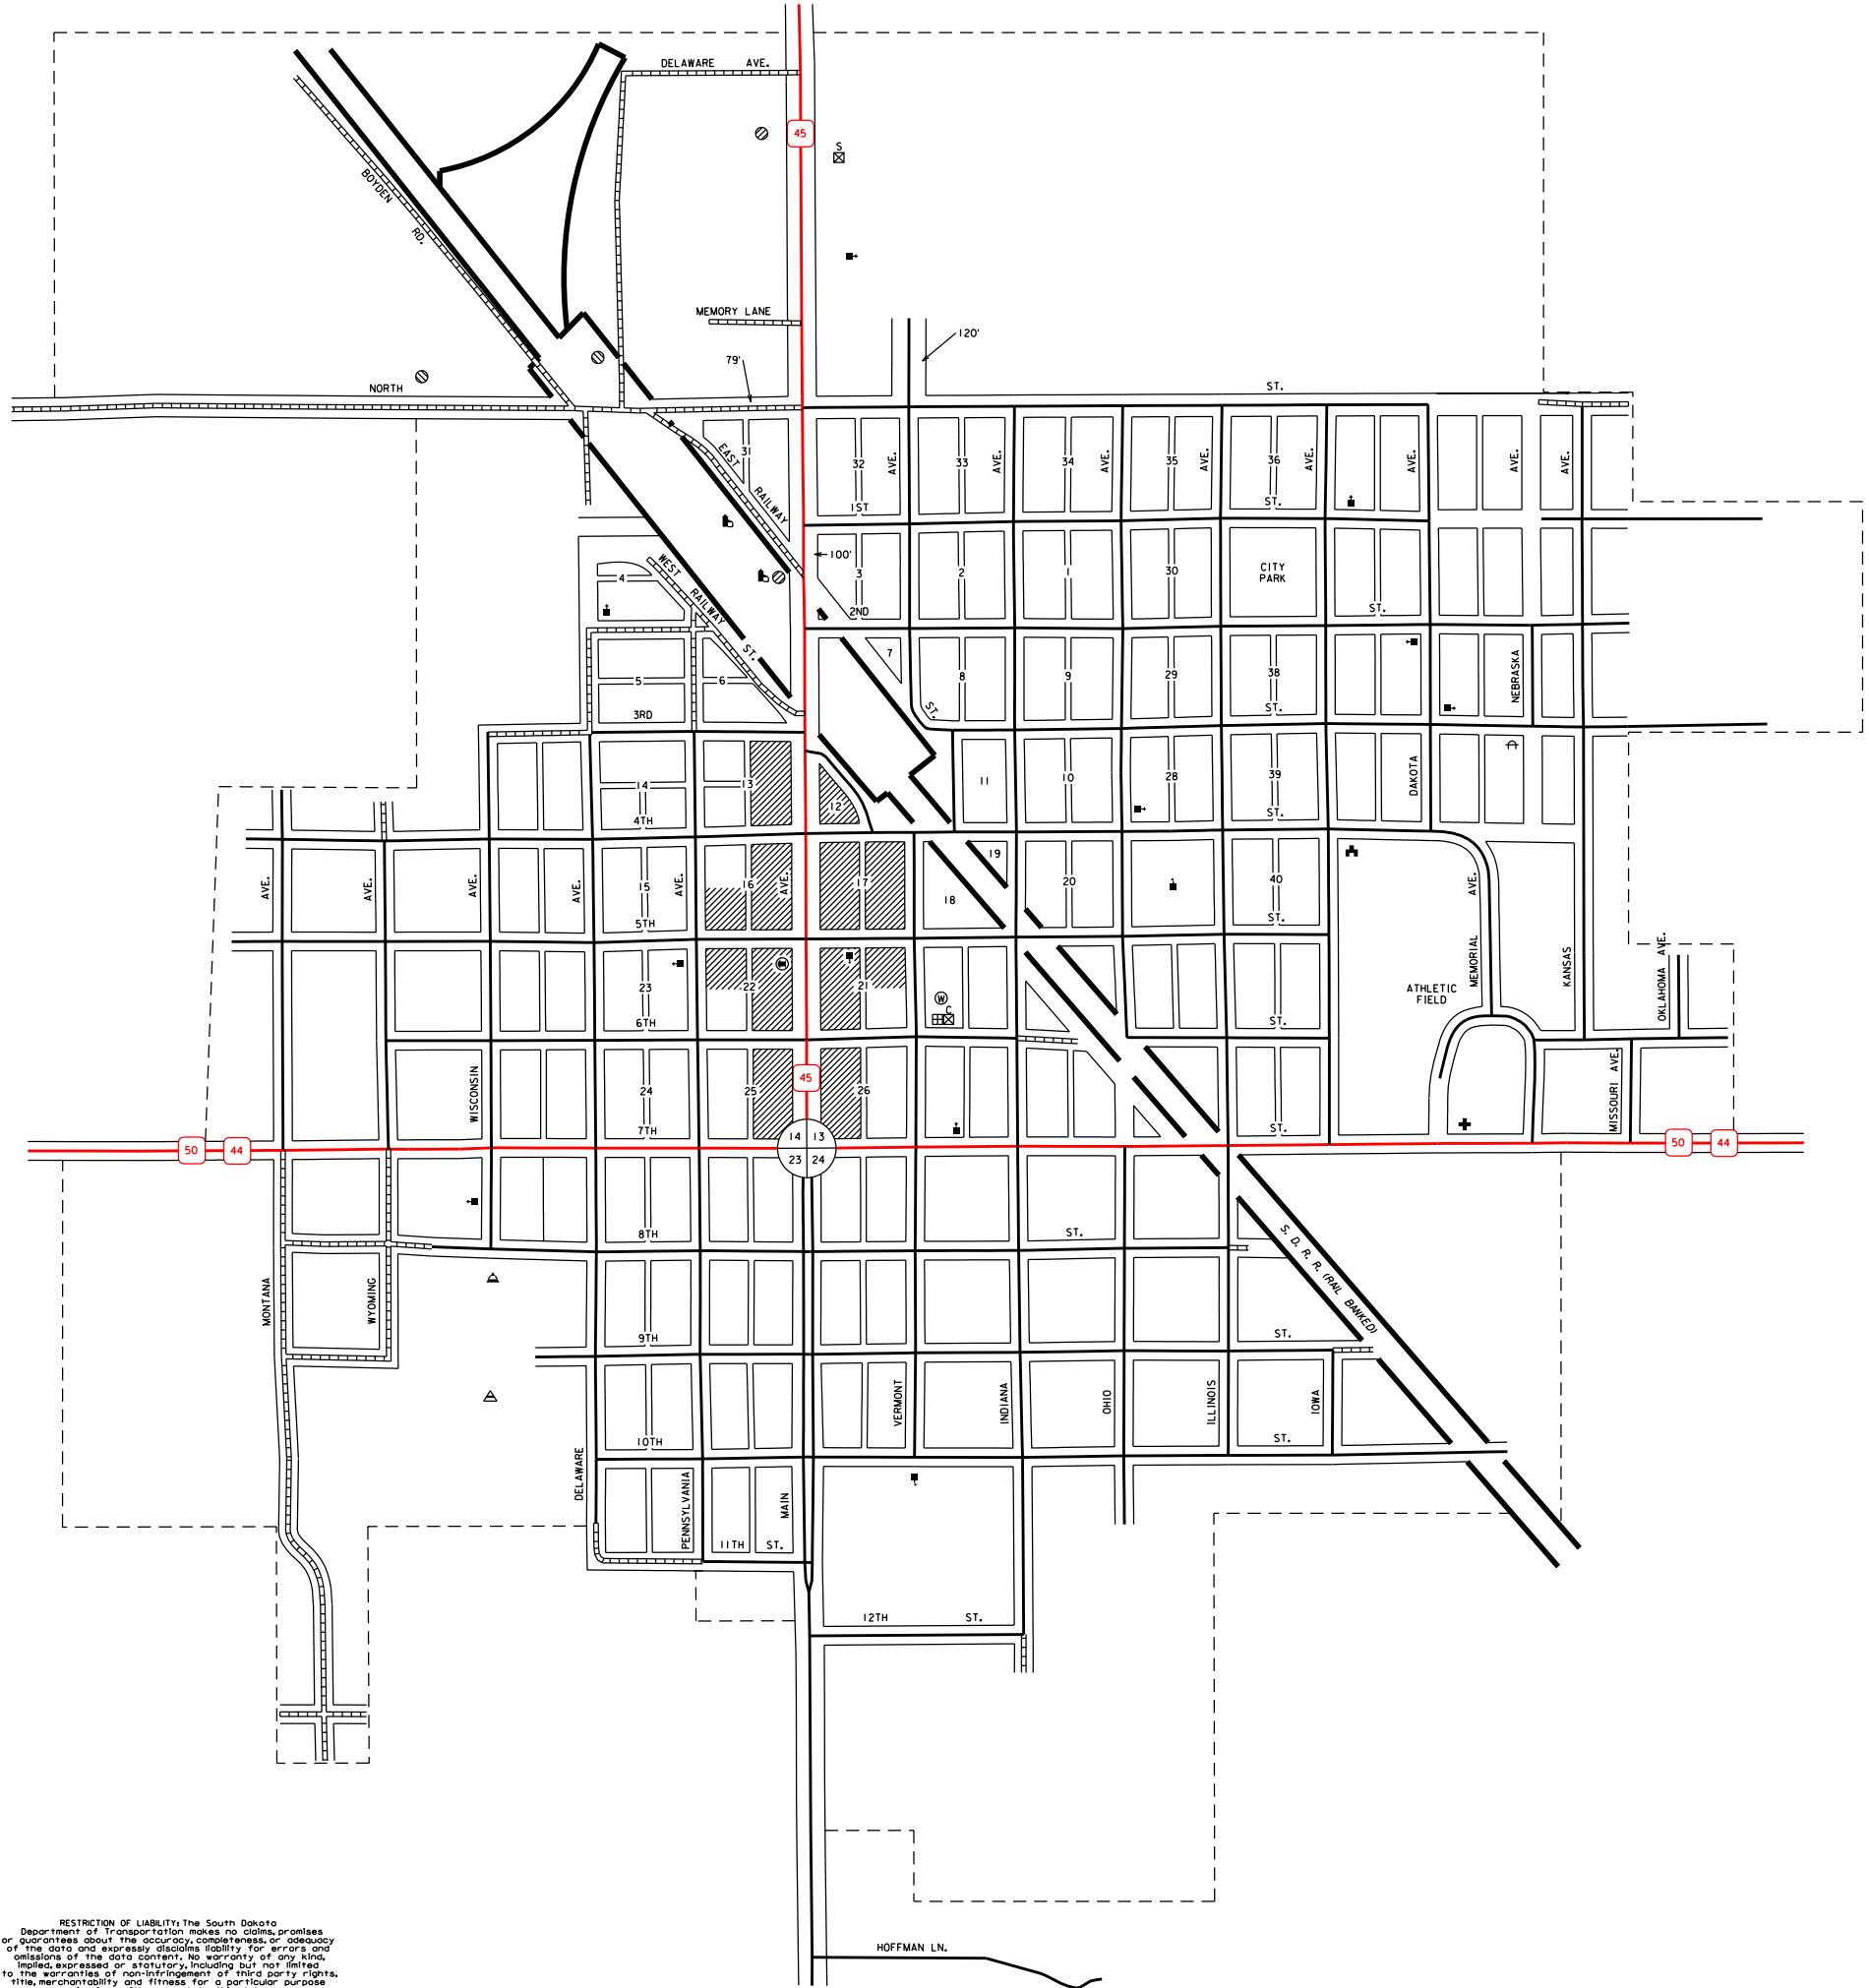 DELAWARE AVE.
45
S
BOYDEN RD.
MEMORY LANE
120'
79'
NORTH ST.
EAST RAILWAY
31
32
AVE.
33
AVE.
34
AVE.
35
AVE.
36
AVE.
AVE.
AVE.
AVE.
1ST ST.
100'
WEST RAILWAY ST.
4
3
2
1
30
CITY
PARK
2ND ST.
5
6
7
8
9
29
38
NEBRASKA
3RD ST.
ST.
14
13
12
11
10
28
39
DAKOTA
4TH ST.
AVE.
AVE.
AVE.
AVE.
15
AVE.
16
AVE.
17
18
19
20
40
AVE.
5TH ST.
23
22
21
W
C
ATHLETIC
FIELD
MEMORIAL
KANSAS
OKLAHOMA AVE.
6TH ST.
WISCONSIN
24
25
45
26
MISSOURI AVE.
7TH ST.
50
44
14 13
23 24
50
44
8TH ST.
S. D. R. R. (RAIL BANKED)
MONTANA
WYOMING
9TH ST.
VERMONT
INDIANA
OHIO
ILLINOIS
IOWA
10TH ST.
DELAWARE
PENNSYLVANIA
MAIN
11TH ST.
12TH ST.
HOFFMAN LN.
RESTRICTION OF LIABILITY: The South Dakota
Department of Transportation makes no claims, promises
or guarantees about the accuracy, completeness, or adequacy
of the data and expressly disclaims liability for errors and
omissions of the data content. No warranty of any kind,
implied, expressed or statutory, including but not limited
to the warranties of non-infringement of third party rights,
title, merchantability and fitness for a particular purpose